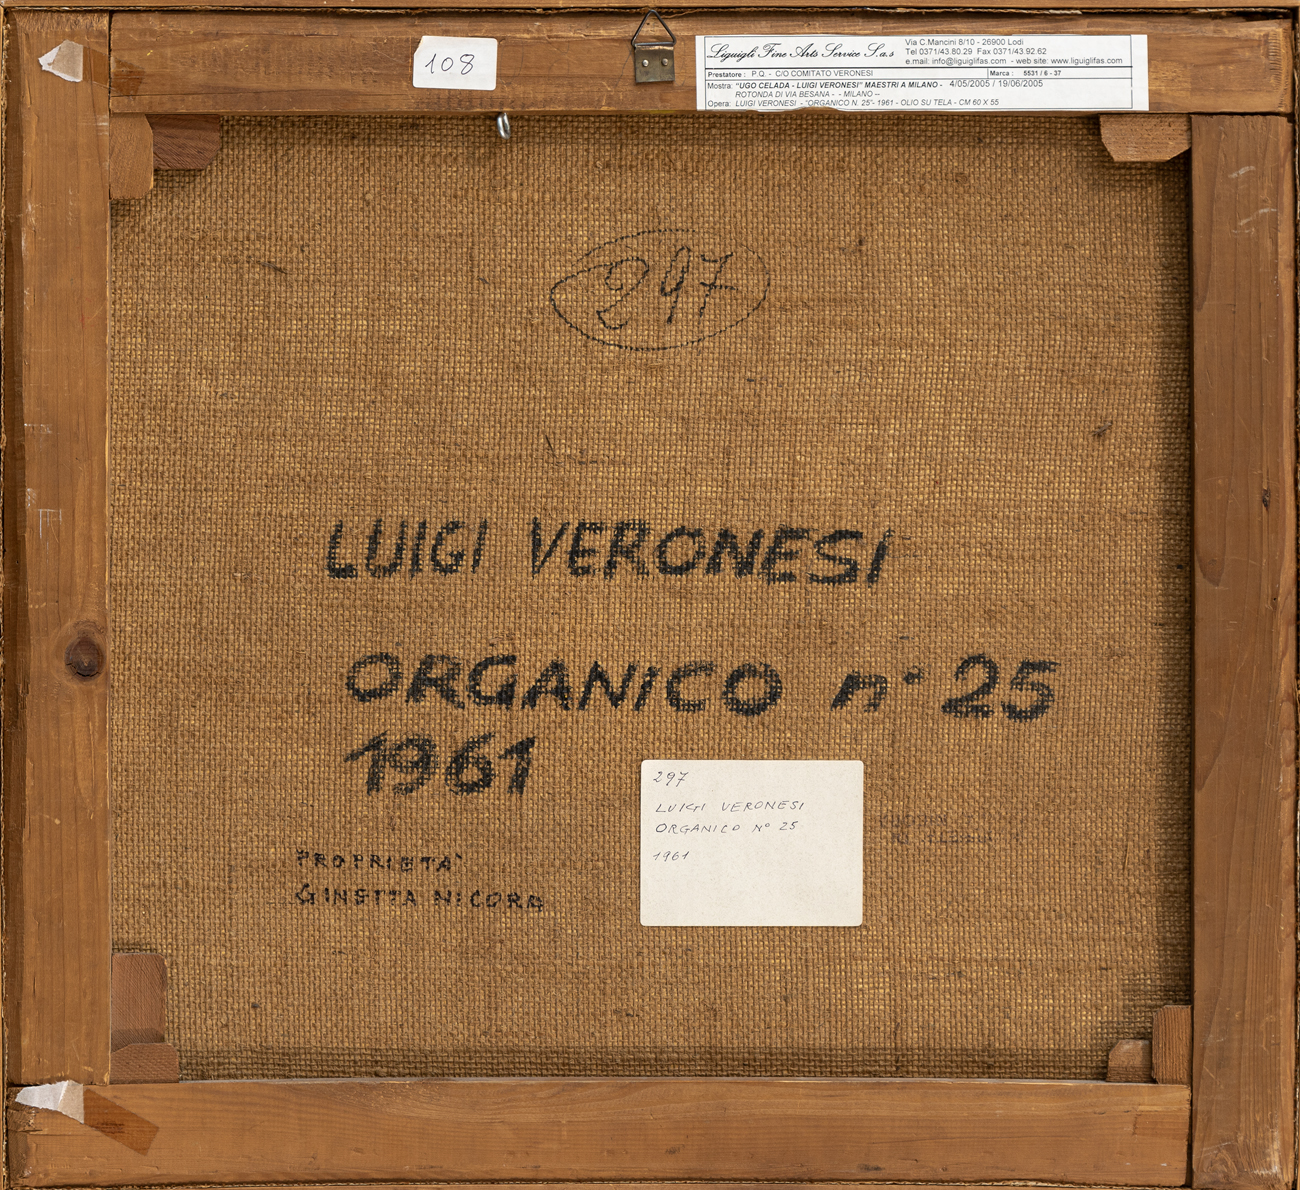 108
Liguigli Fine Arts Service S.a.s
Via C.Mancini 8/10 - 26900 Lodi
Tel 0371/43.80.29 Fax 0371/43.92.62
e.mail: info@liguiglifas.com - web site: www.liguiglifas.com
Prestatore : P.Q. - C/O COMITATO VERONESI Marca : 5531 / 6 - 37
Mostra: "UGO CELADA - LUIGI VERONESI" MAESTRI A MILANO - 4/05/2005 / 19/06/2005
ROTONDA DI VIA BESANA - - MILANO --
Opera: LUIGI VERONESI - "ORGANICO N. 25"- 1961 - OLIO SU TELA - CM 60 X 55
297
LUIGI VERONESI
ORGANICO n° 25
1961
297
LUIGI VERONESI
ORGANICO N° 25
1961
PROPRIETA'
GINETTA NICORA